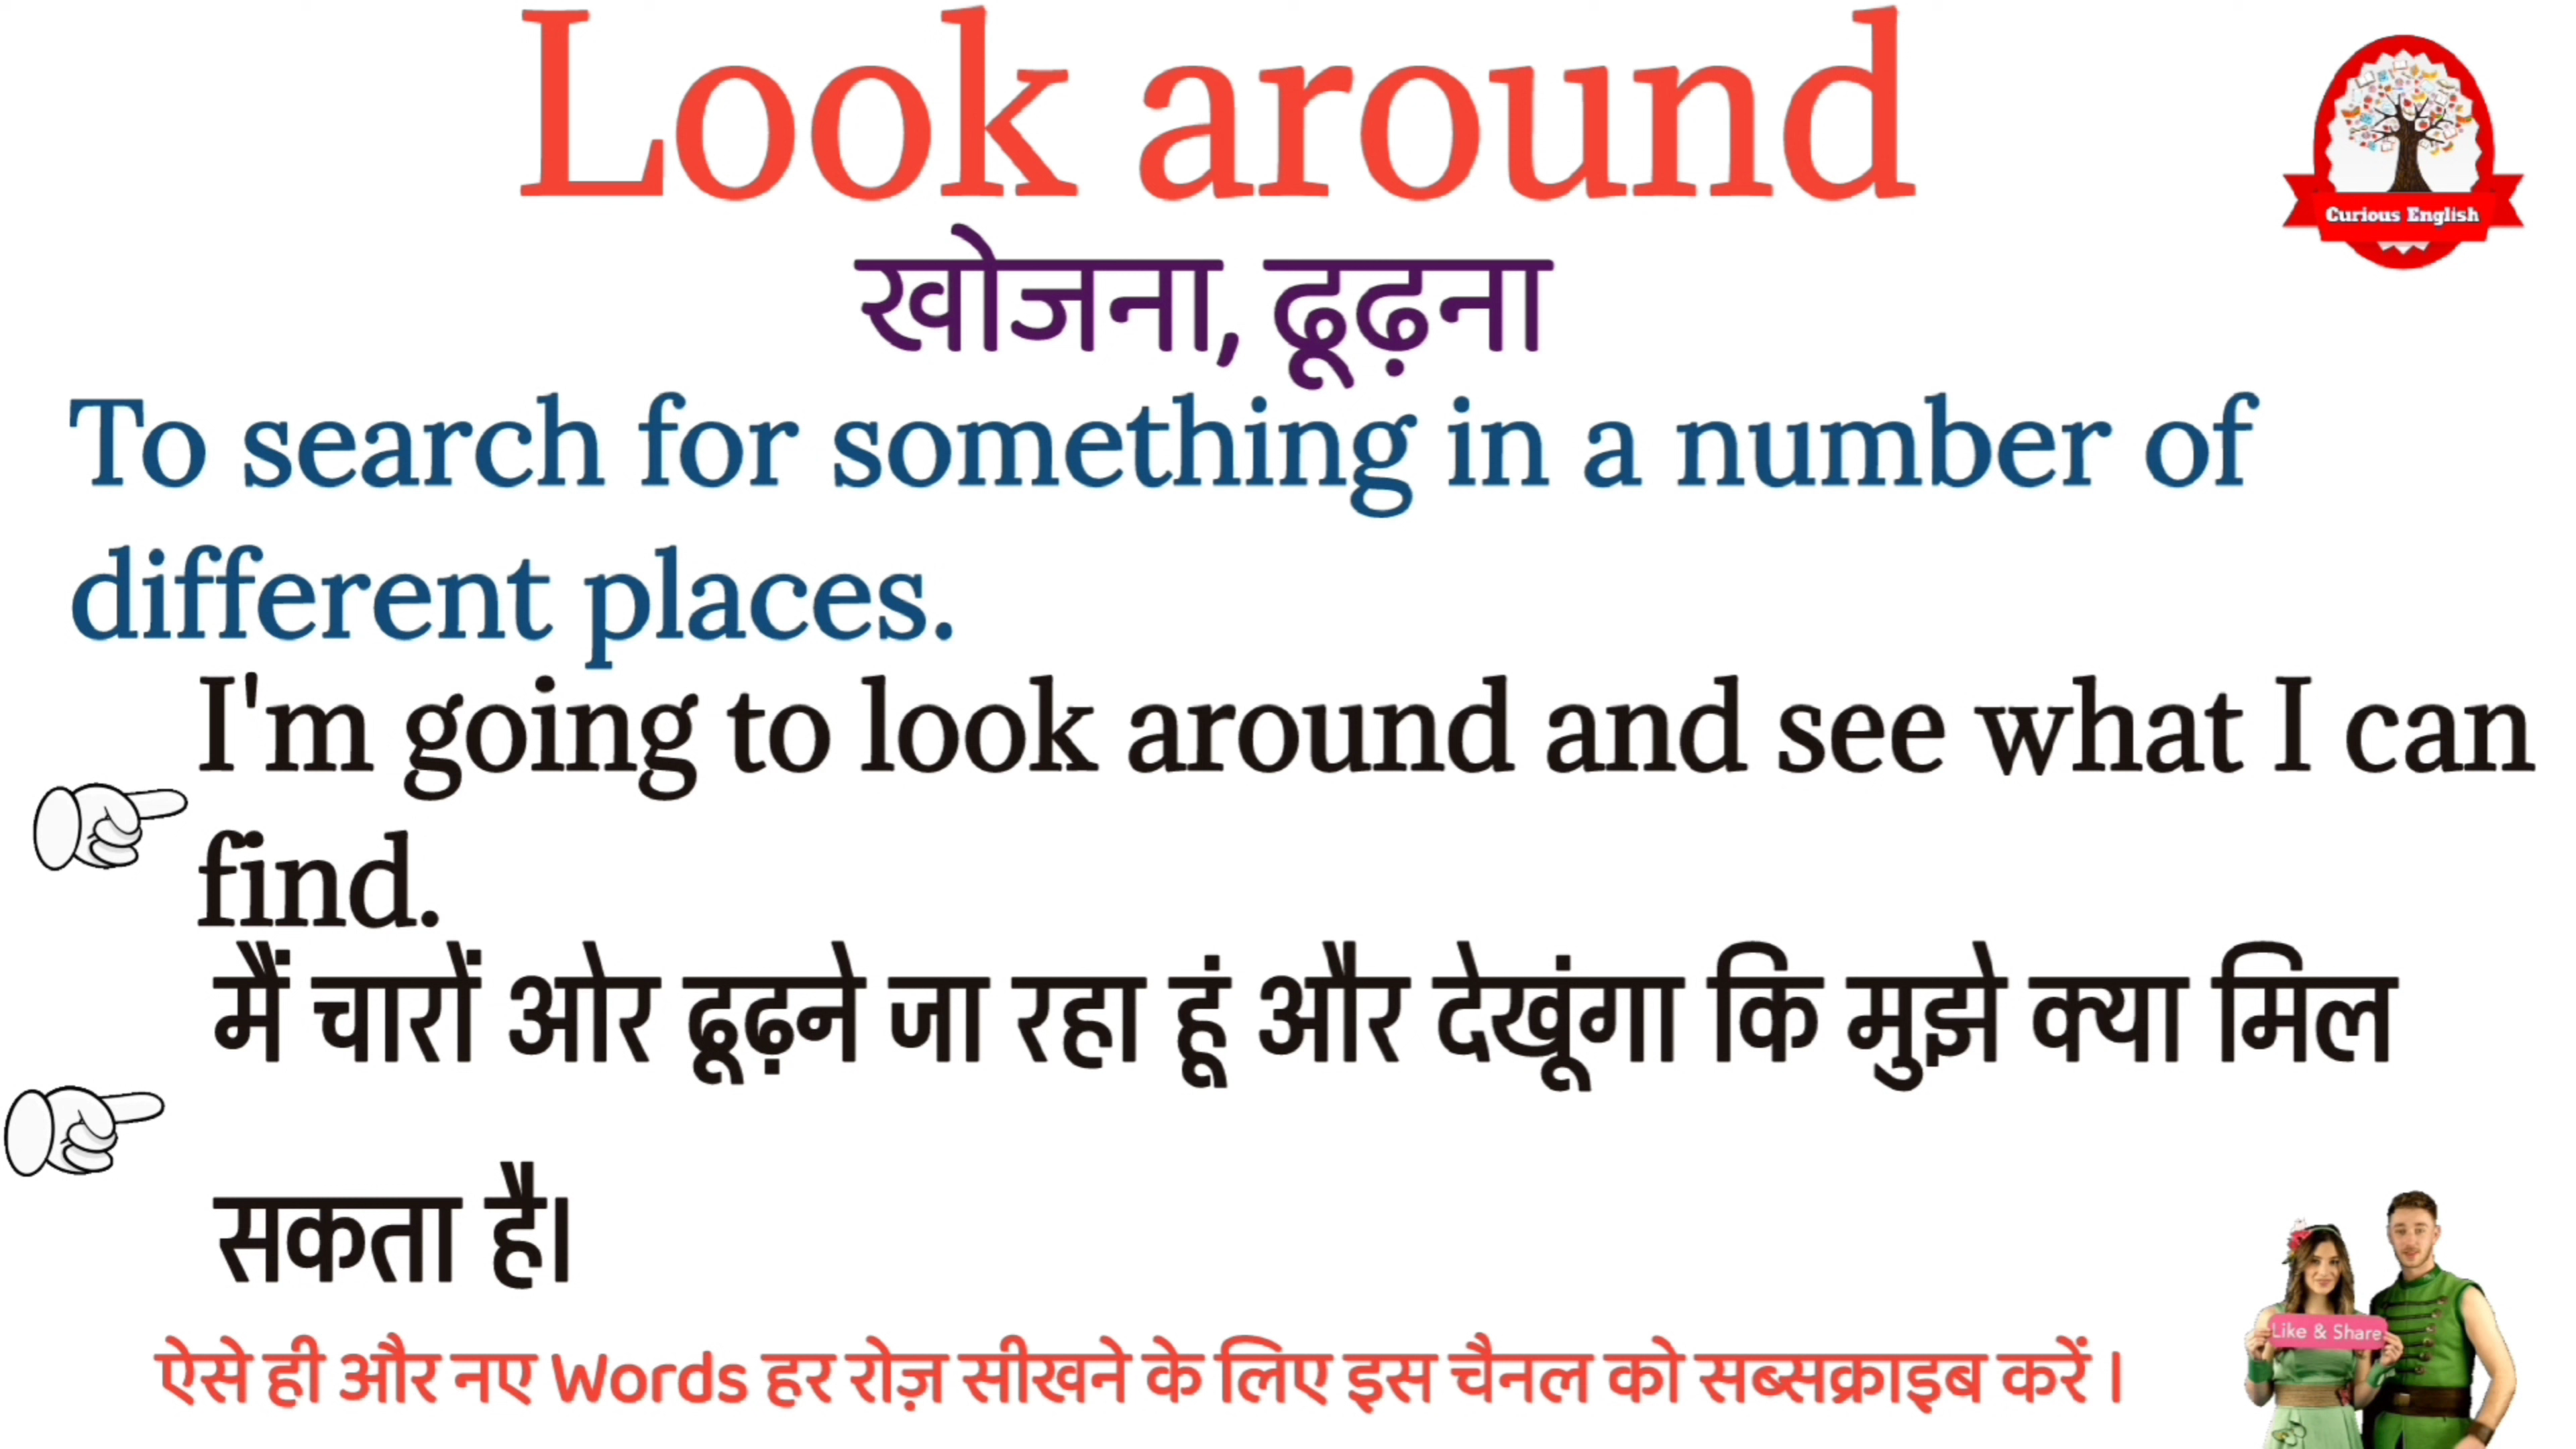 Look around
Curious English
खोजना, ढूढ़ना
To search for something in a number of
different places.
I'm going to look around and see what I can
find.
मैं चारों ओर ढूढ़ने जा रहा हूं और देखूंगा कि मुझे क्या मिल
सकता है।
Like & Share
ऐसे ही और नए Words हर रोज़ सीखने के लिए इस चैनल को सब्सक्राइब करें ।